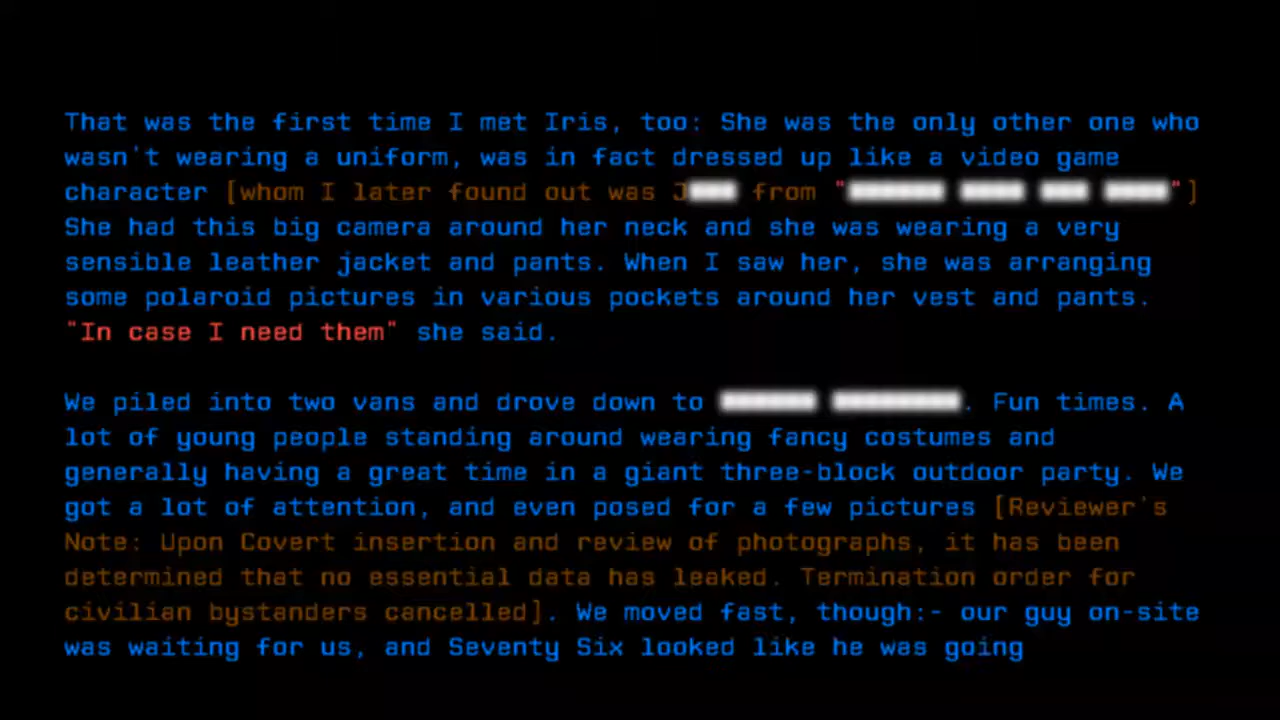 That was the first time I met Iris, too: She was the only other one who
wasn't wearing a uniform, was in fact dressed up like a video game
character [whom I later found out was J███ from "██████ ████ ███ ████"]
She had this big camera around her neck and she was wearing a very
sensible leather jacket and pants. When I saw her, she was arranging
some polaroid pictures in various pockets around her vest and pants.
"In case I need them" she said.
We piled into two vans and drove down to ██████ ████████. Fun times. A
lot of young people standing around wearing fancy costumes and
generally having a great time in a giant three-block outdoor party. We
got a lot of attention, and even posed for a few pictures [Reviewer's
Note: Upon Covert insertion and review of photographs, it has been
determined that no essential data has leaked. Termination order for
civilian bystanders cancelled]. We moved fast, though:- our guy on-site
was waiting for us, and Seventy Six looked like he was going